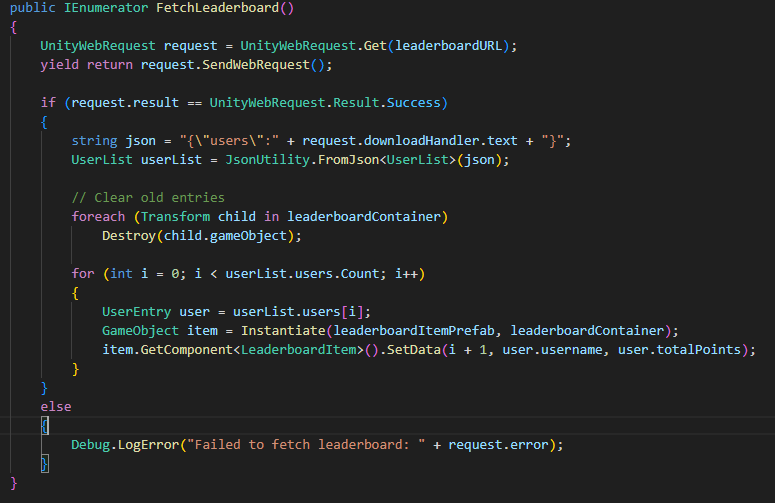 public IEnumerator FetchLeaderboard()
{
    UnityWebRequest request = UnityWebRequest.Get(leaderboardURL);
    yield return request.SendWebRequest();

    if (request.result == UnityWebRequest.Result.Success)
    {
        string json = "{\"users\":" + request.downloadHandler.text + "}";
        UserList userList = JsonUtility.FromJson<UserList>(json);

        // Clear old entries
        foreach (Transform child in leaderboardContainer)
            Destroy(child.gameObject);

        for (int i = 0; i < userList.users.Count; i++)
        {
            UserEntry user = userList.users[i];
            GameObject item = Instantiate(leaderboardItemPrefab, leaderboardContainer);
            item.GetComponent<LeaderboardItem>().SetData(i + 1, user.username, user.totalPoints);
        }
    }
    else
    {
        Debug.LogError("Failed to fetch leaderboard: " + request.error);
    }
}